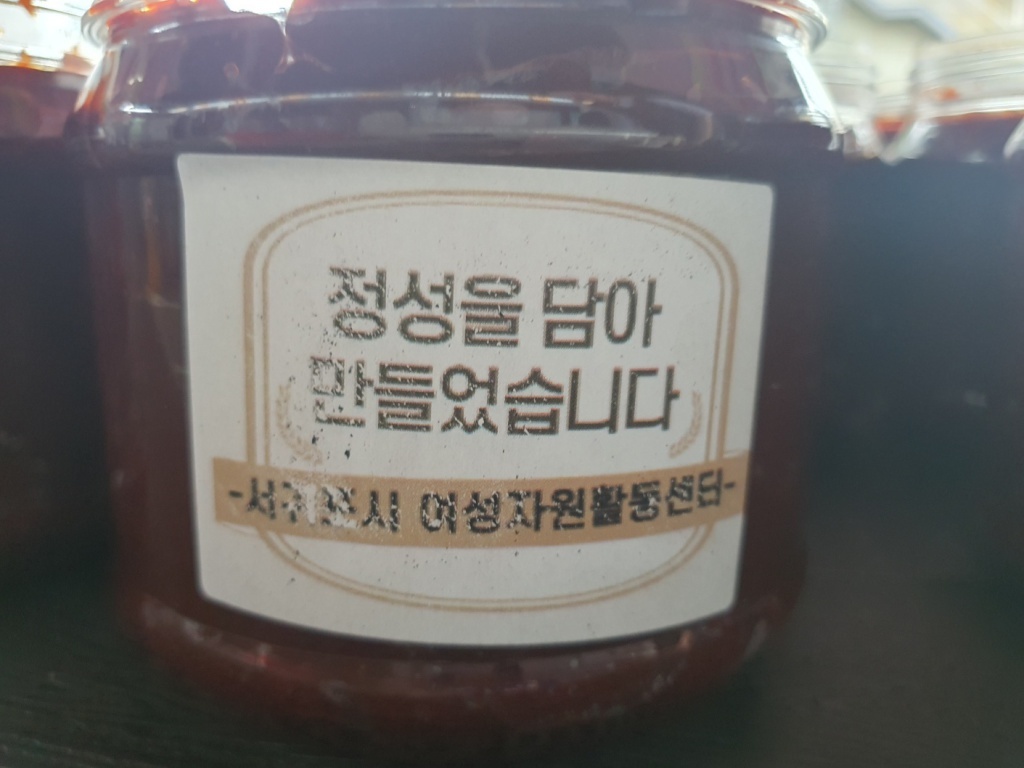 정성을 담아
만들었습니다
-서귀포시 여성자원활동센터-